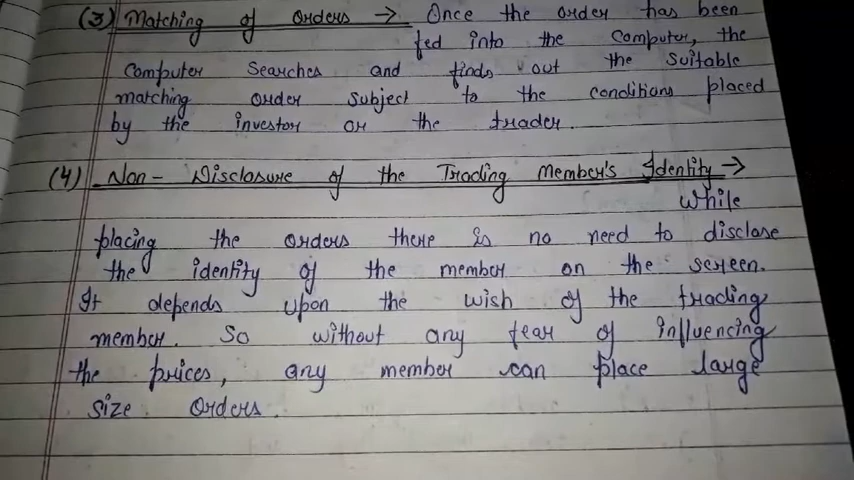 (3) Matching of Orders → Once the order has been
fed into the Computer, the
Computer Searches and finds out the suitable
matching order subject to the conditions placed
by the investor or the trader.
(4) Non-Disclosure of the Trading Member's Identity →
While
placing the orders there is no need to disclose
the identity of the member on the screen.
It depends upon the wish of the trading
member. So without any fear of influencing
the prices, any member can place large
size orders.